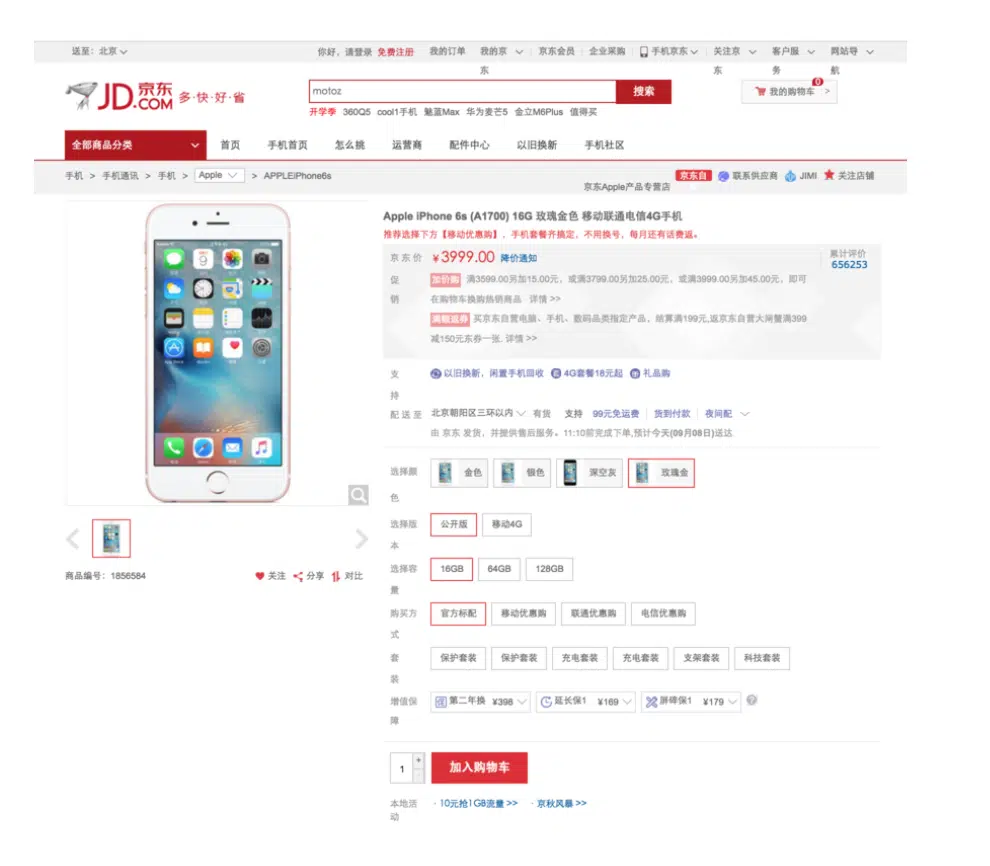 送至：北京
你好，请登录 免费注册 我的订单 我的京东 京东会员 企业采购 手机京东 关注京东 客户服务 网站导航
JD.COM 京东
多·快·好·省
motoz
搜索
0
我的购物车 >
开学季 360Q5 cool1手机 魅蓝Max 华为麦芒5 金立M6Plus 值得买
全部商品分类 首页 手机首页 怎么挑 运营商 配件中心 以旧换新 手机社区
手机 > 手机通讯 > 手机 > Apple > APPLEiPhone6s
京东Apple产品专营店 京东自 联系供应商 JIMI 关注店铺
Apple iPhone 6s (A1700) 16G 玫瑰金色 移动联通电信4G手机
推荐选择下方【移动优惠购】，手机套餐齐搞定，不用换号，每月还有话费返。
京东价 ￥3999.00 降价通知
累计评价
656253
促销 加价购 满3599.00另加15.00元，或满3799.00另加25.00元，或满3999.00另加45.00元，即可
在购物车换购热销商品 详情 >>
满额返券 买京东自营电脑、手机、数码品类指定产品，结算满199元,返京东自营大闸蟹满399
减150元东券一张. 详情 >>
支持 以旧换新，闲置手机回收 4G套餐18元起 礼品购
配送至 北京朝阳区三环以内 有货 支持 99元免运费 货到付款 夜间配
由 京东 发货，并提供售后服务。11:10前完成下单,预计今天(09月08日)送达
选择颜色 金色 银色 深空灰 玫瑰金
选择版本 公开版 移动4G
选择容量 16GB 64GB 128GB
购买方式 官方标配 移动优惠购 联通优惠购 电信优惠购
套装 保护套装 保护套装 充电套装 充电套装 支架套装 科技套装
增值保障 第二年换 ¥398 延长保1 ¥169 屏碎保1 ¥179
商品编号：1856584
关注 分享 对比
1 + - 加入购物车
本地活动 · 10元抢1GB流量 >> · 京秋风暴 >>